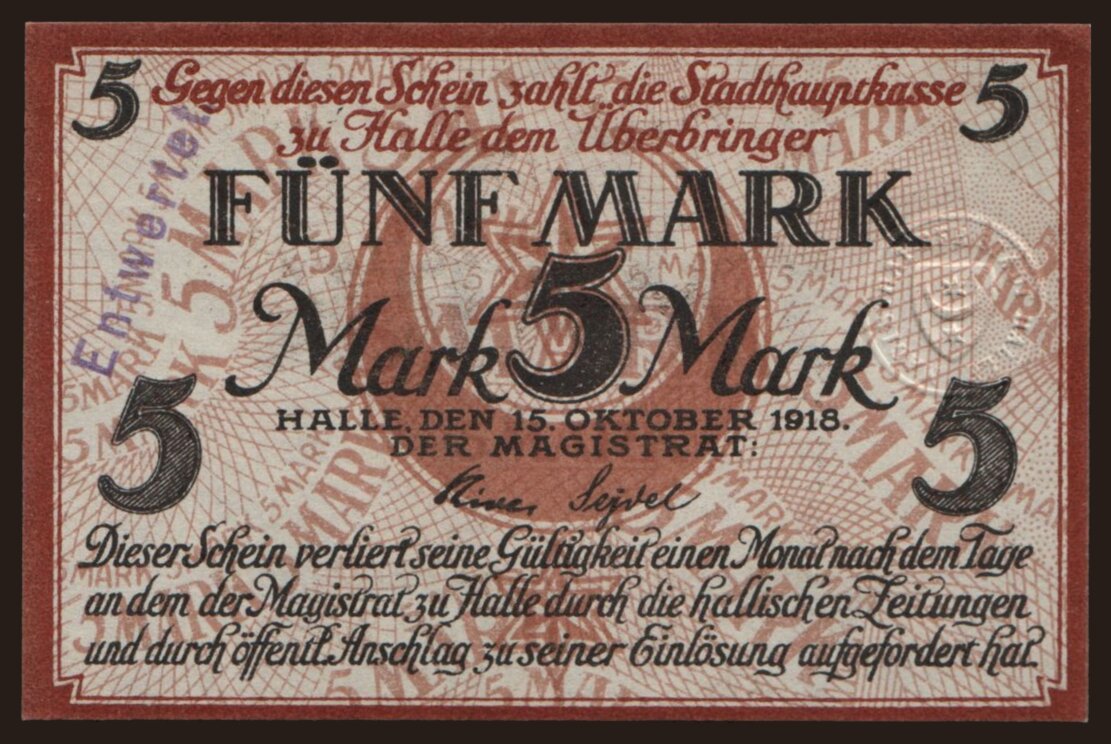 5 Gegen diesen Schein zahlt die Stadthauptkasse 5
zu Halle dem Überbringer
Entwertet
FÜNF MARK
Mark 5 Mark
HALLE, DEN 15. OKTOBER 1918.
DER MAGISTRAT:
5 5
Seydel
Dieser Schein verliert seine Gültigkeit einen Monat nach dem Tage
an dem der Magistrat zu Halle durch die hallischen Zeitungen
und durch öffentl. Anschlag zu seiner Einlösung aufgefordert hat.